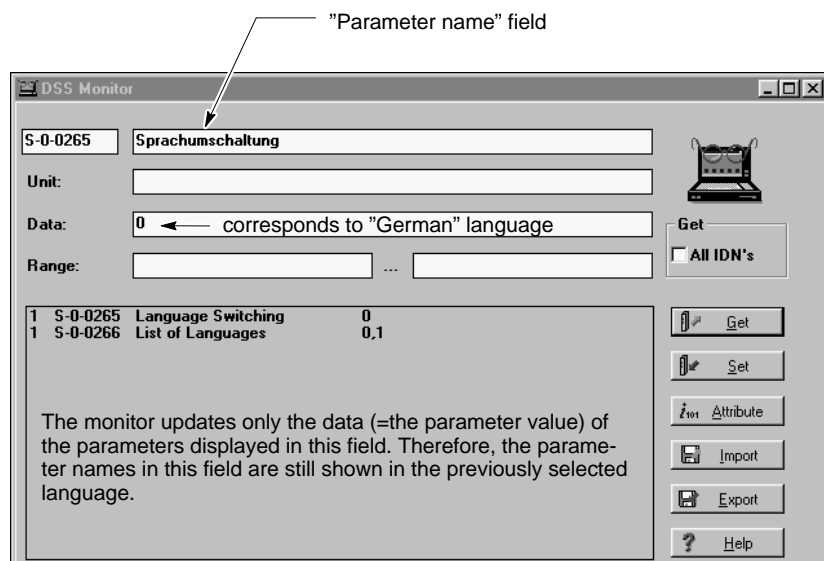 ”Parameter name” field
DSS Monitor
S-0-0265 Sprachumschaltung
Unit:
Data: 0 corresponds to ”German” language
Get
All IDN's
Range: ...
1 S-0-0265 Language Switching 0
1 S-0-0266 List of Languages 0,1
Get
Set
The monitor updates only the data (=the parameter value) of
the parameters displayed in this field. Therefore, the parame-
ter names in this field are still shown in the previously selected
language.
i101 Attribute
Import
Export
? Help